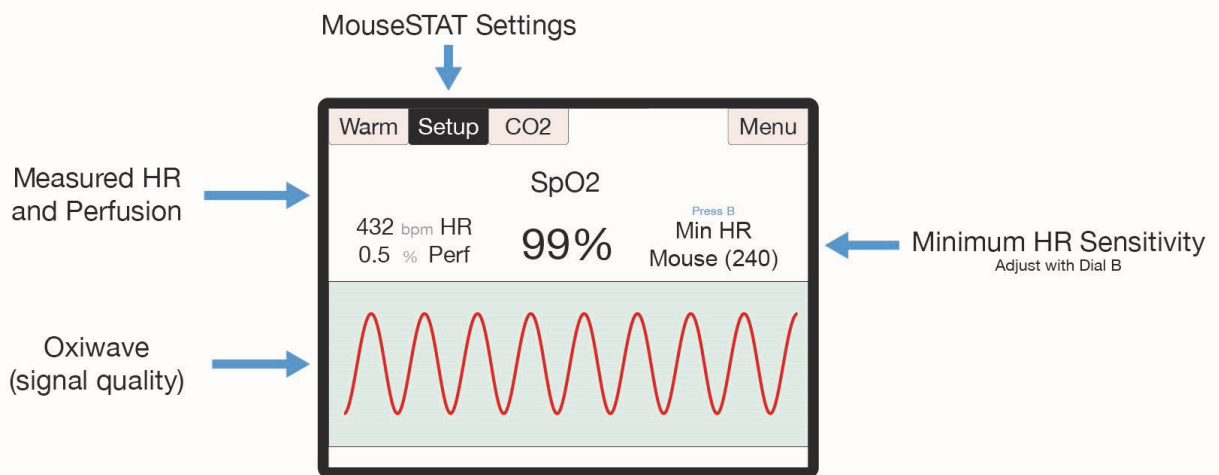 MouseSTAT Settings
Warm Setup CO2 Menu
Measured HR
and Perfusion
SpO2
432 bpm HR
0.5 % Perf
99%
Press B
Min HR
Mouse (240)
Minimum HR Sensitivity
Adjust with Dial B
Oxiwave
(signal quality)